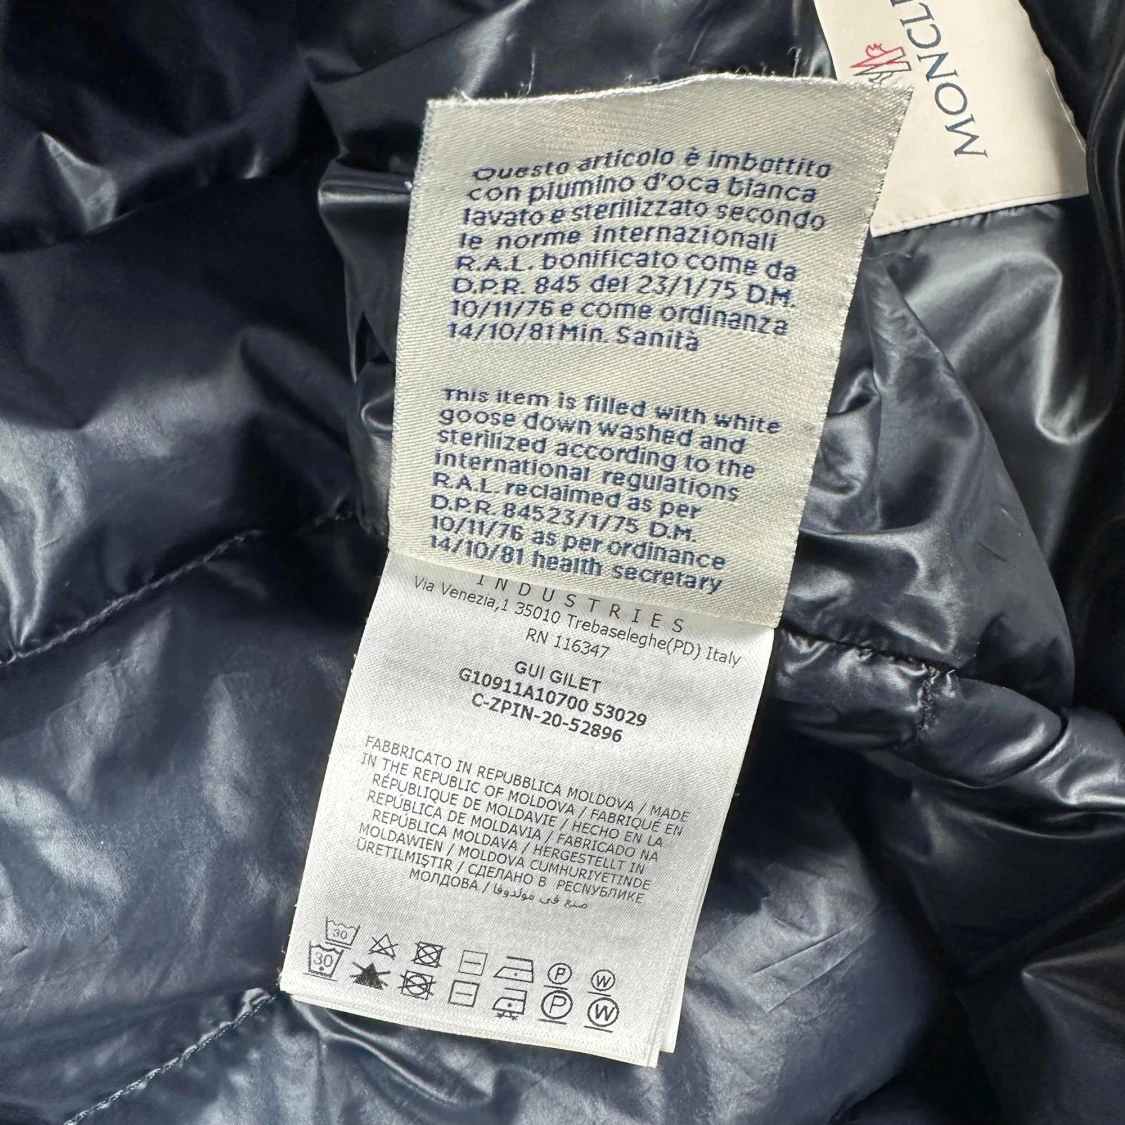 MONCL
Questo articolo è imbottito
con piumino d'oca bianca
lavato e sterilizzato secondo
le norme internazionali
R.A.L. bonificato come da
D.P.R. 845 del 23/1/75 D.M.
10/11/76 e come ordinanza
14/10/81 Min. Sanità
This item is filled with white
goose down washed and
sterilized according to the
international regulations
R.A.L. reclaimed as per
D.P.R. 84523/1/75 D.M.
10/11/76 as per ordinance
14/10/81 health secretary
INDUSTRIES
Via Venezia,1 35010 Trebaseleghe(PD) Italy
RN 116347
GUI GILET
G10911A10700 53029
C-ZPIN-20-52896
FABBRICATO IN REPUBBLICA MOLDOVA / MADE
IN THE REPUBLIC OF MOLDOVA / FABRIQUÉ EN
RÉPUBLIQUE DE MOLDAVIE / HECHO EN LA
REPÚBLICA DE MOLDAVIA / FABRICADO NA
REPÚBLICA MOLDAVA / HERGESTELLT IN
MOLDAWIEN / MOLDOVA CUMHURIYETINDE
ÜRETILMIŞTIR / СДЕЛАНО В РЕСПУБЛИКЕ
МОЛДОВА / صنع في مولدوفا
30 P W
30 P W